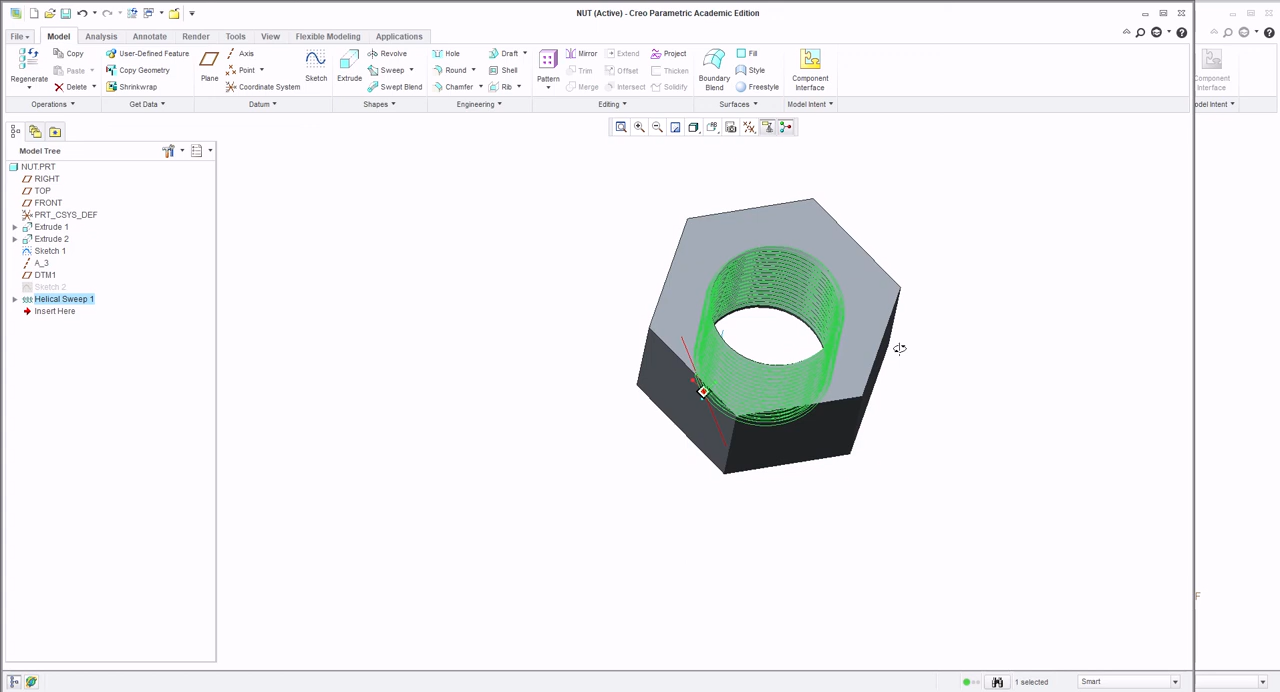 NUT (Active) - Creo Parametric Academic Edition
File Model Analysis Annotate Render Tools View Flexible Modeling Applications
Regenerate
Copy
Paste
Delete
User-Defined Feature
Copy Geometry
Shrinkwrap
Plane
Axis
Point
Coordinate System
Sketch
Extrude
Revolve
Sweep
Swept Blend
Hole
Round
Chamfer
Draft
Shell
Rib
Pattern
Mirror
Trim
Merge
Extend
Offset
Intersect
Project
Thicken
Solidify
Boundary
Blend
Fill
Style
Freestyle
Component
Interface
Component
Interface
Operations Get Data Datum Shapes Engineering Editing Surfaces Model Intent odel Intent
Model Tree
NUT.PRT
RIGHT
TOP
FRONT
PRT_CSYS_DEF
Extrude 1
Extrude 2
Sketch 1
A_3
DTM1
Sketch 2
Helical Sweep 1
Insert Here
F
1 selected
Smart